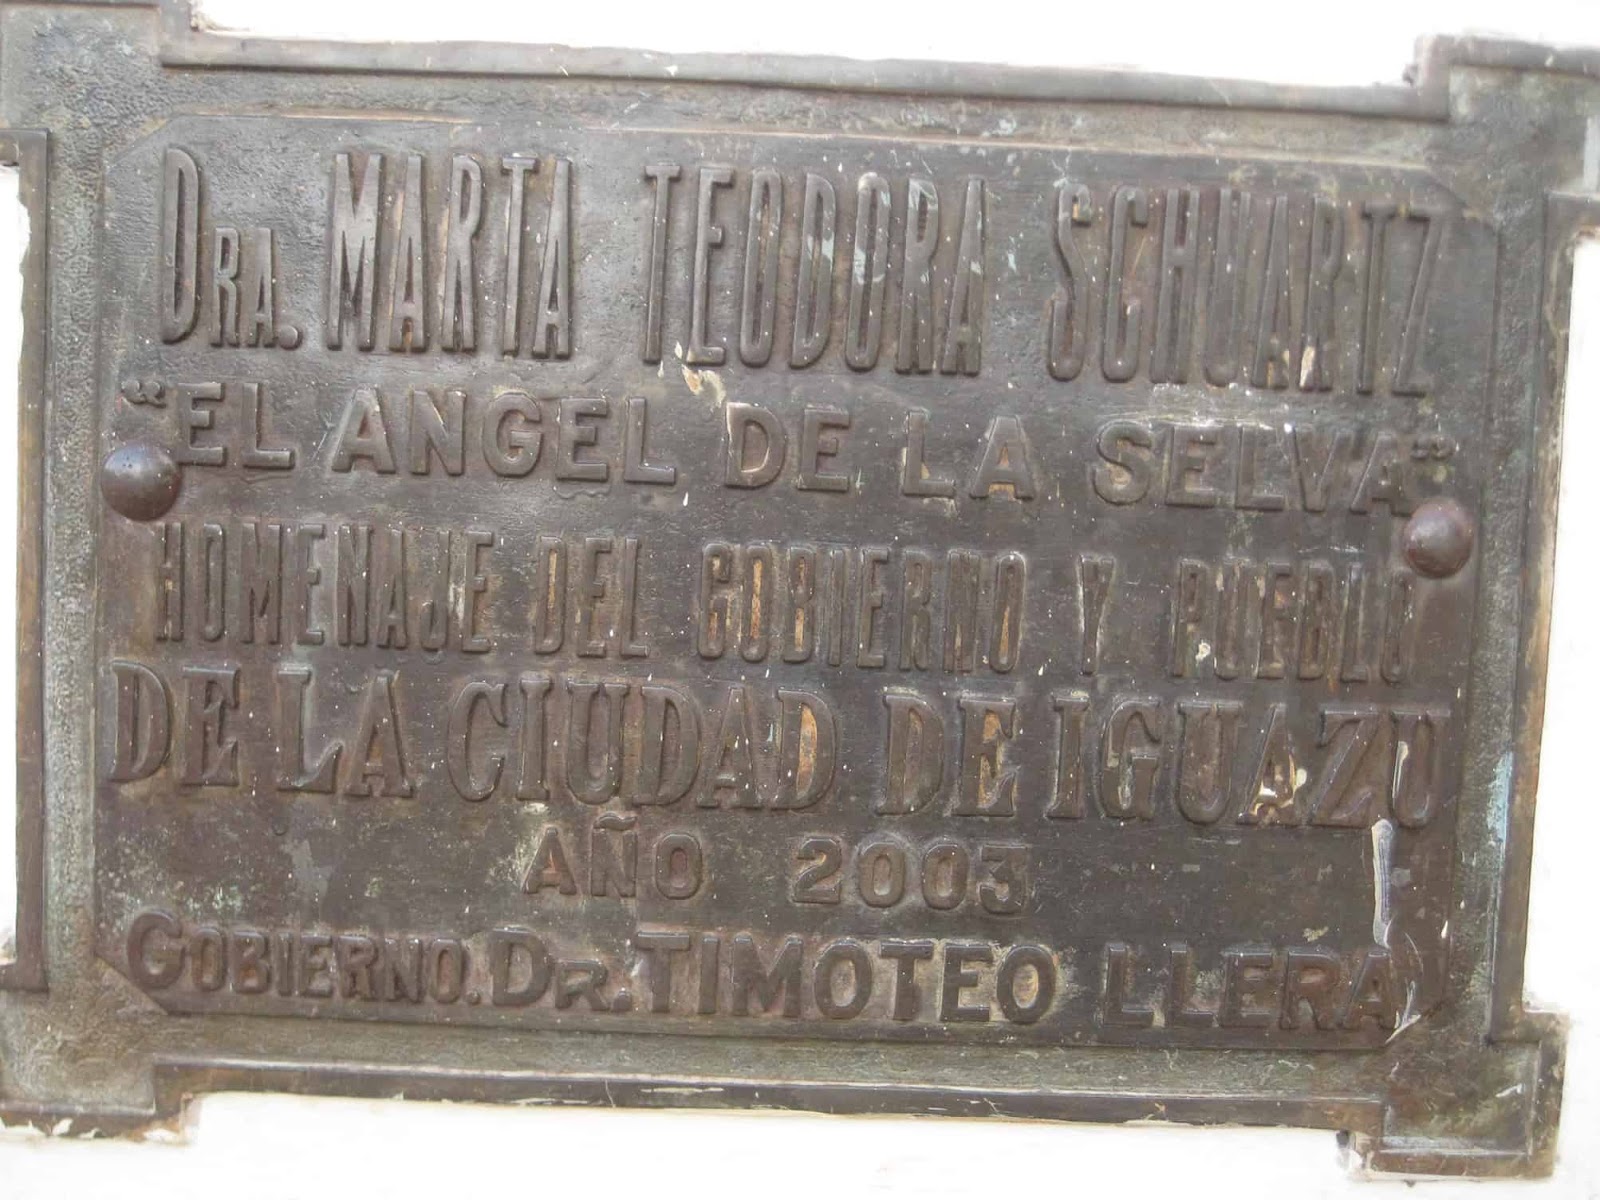 DRA. MARTA TEODORA SCHUARTZ
"EL ANGEL DE LA SELVA"
HOMENAJE DEL GOBIERNO Y PUEBLO
DE LA CIUDAD DE IGUAZU
AÑO 2003
GOBIERNO. DR. TIMOTEO LLERA